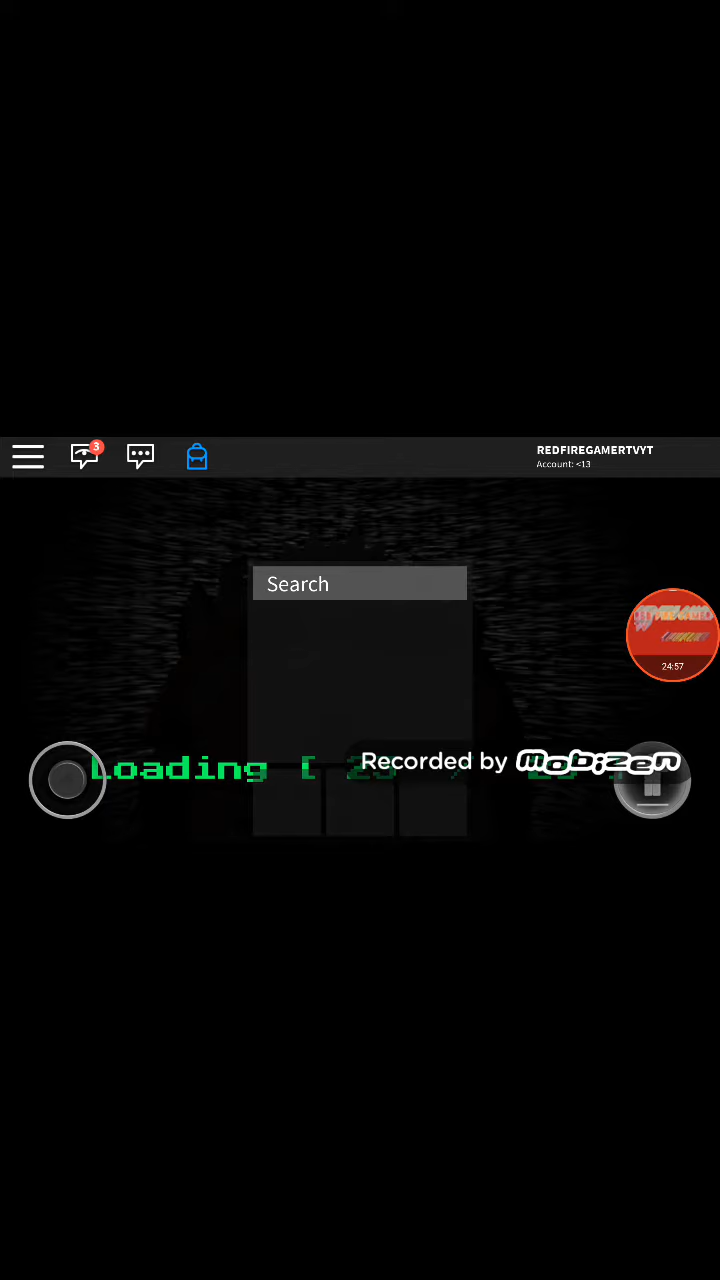 3
REDFIREGAMERTVYT
Account: <13
Search
24:57
Loading [
Recorded by mobizen